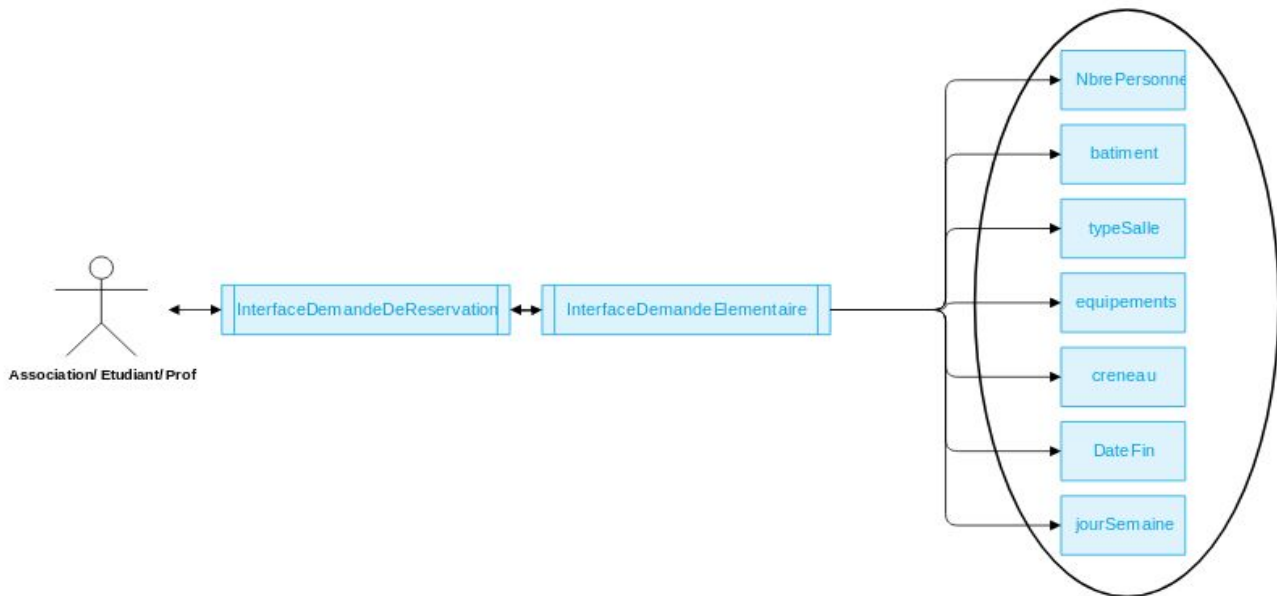 Association/ Etudiant/ Prof
InterfaceDemandeDeReservation
InterfaceDemandeElementaire
NbrePersonne
batiment
typeSalle
equipements
creneau
DateFin
jourSemaine